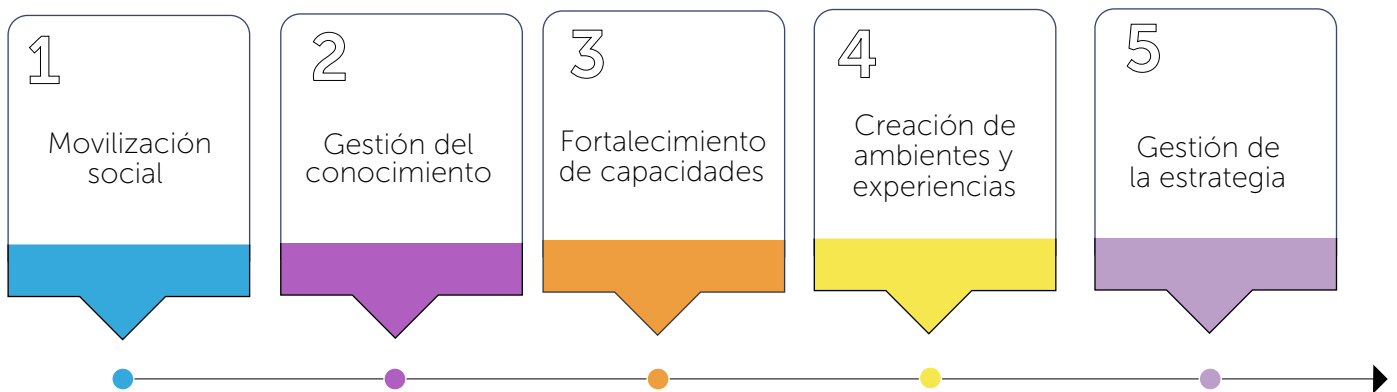 1
Movilización
social
2
Gestión del
conocimiento
3
Fortalecimiento
de capacidades
4
Creación de
ambientes y
experiencias
5
Gestión de
la estrategia